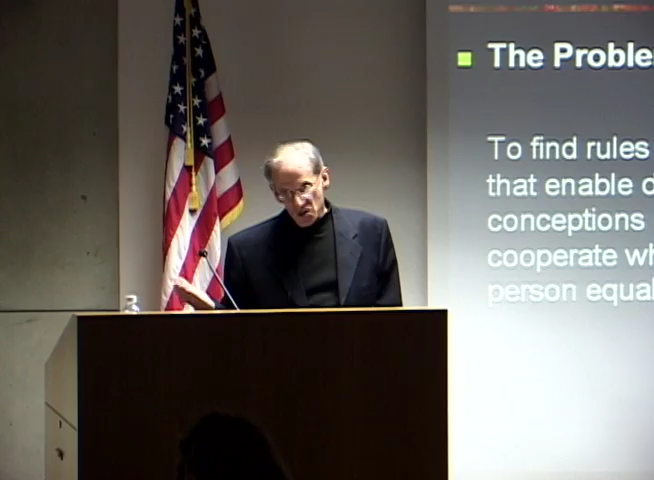 The Proble
To find rules
that enable d
conceptions
cooperate wh
person equal